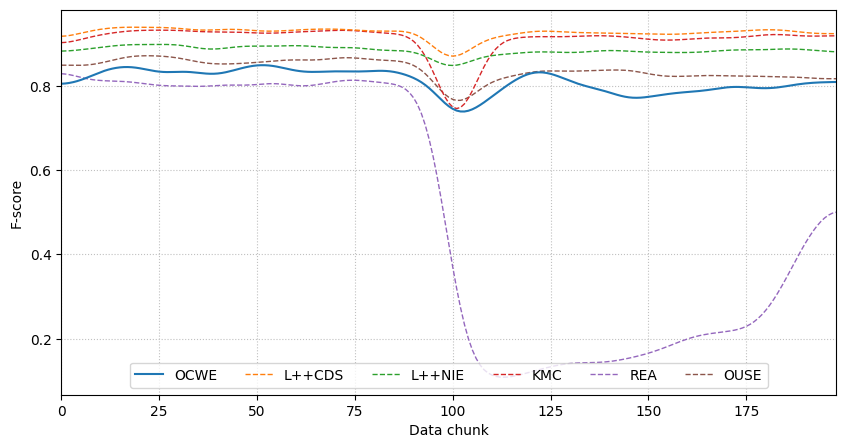 F-score
0.8
0.6
0.4
0.2
OCWE L++CDS L++NIE KMC REA OUSE
0 25 50 75 100 125 150 175
Data chunk